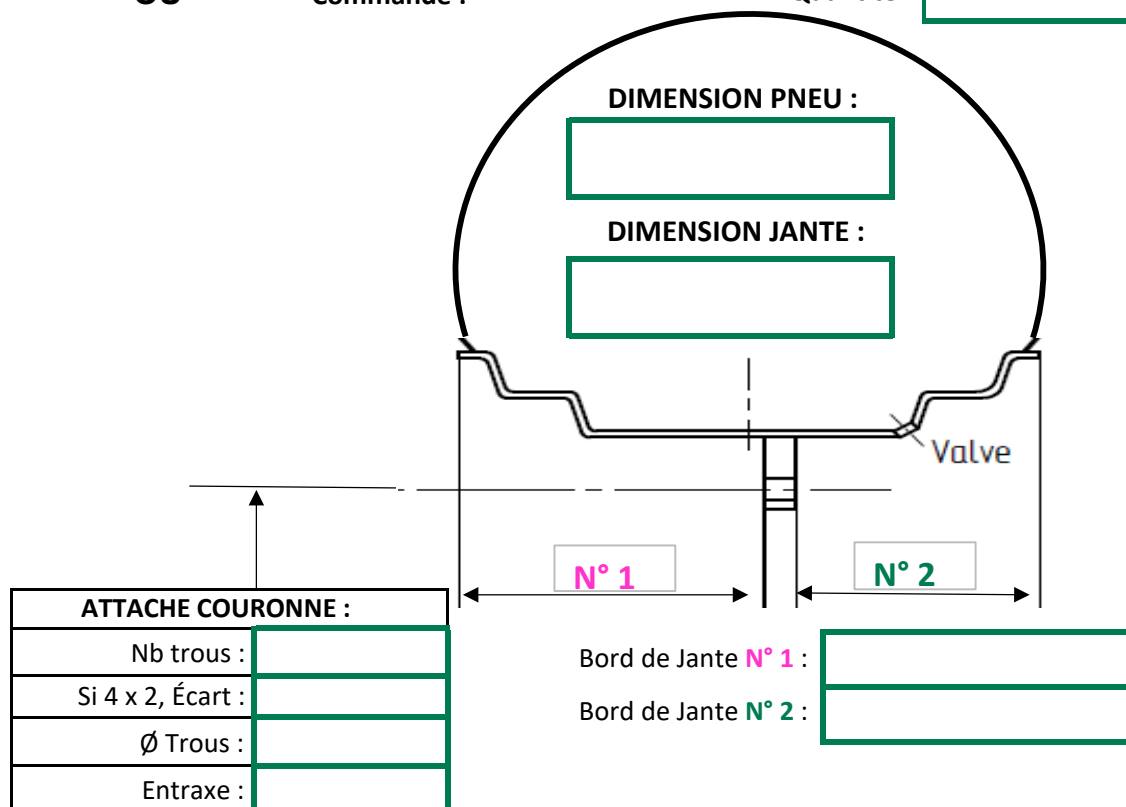 Commande :
DIMENSION PNEU :
DIMENSION JANTE :
Valve
N° 1
N° 2
ATTACHE COURONNE :
Nb trous :
Si 4 x 2, Écart :
Ø Trous :
Entraxe :
Bord de Jante N° 1 :
Bord de Jante N° 2 :